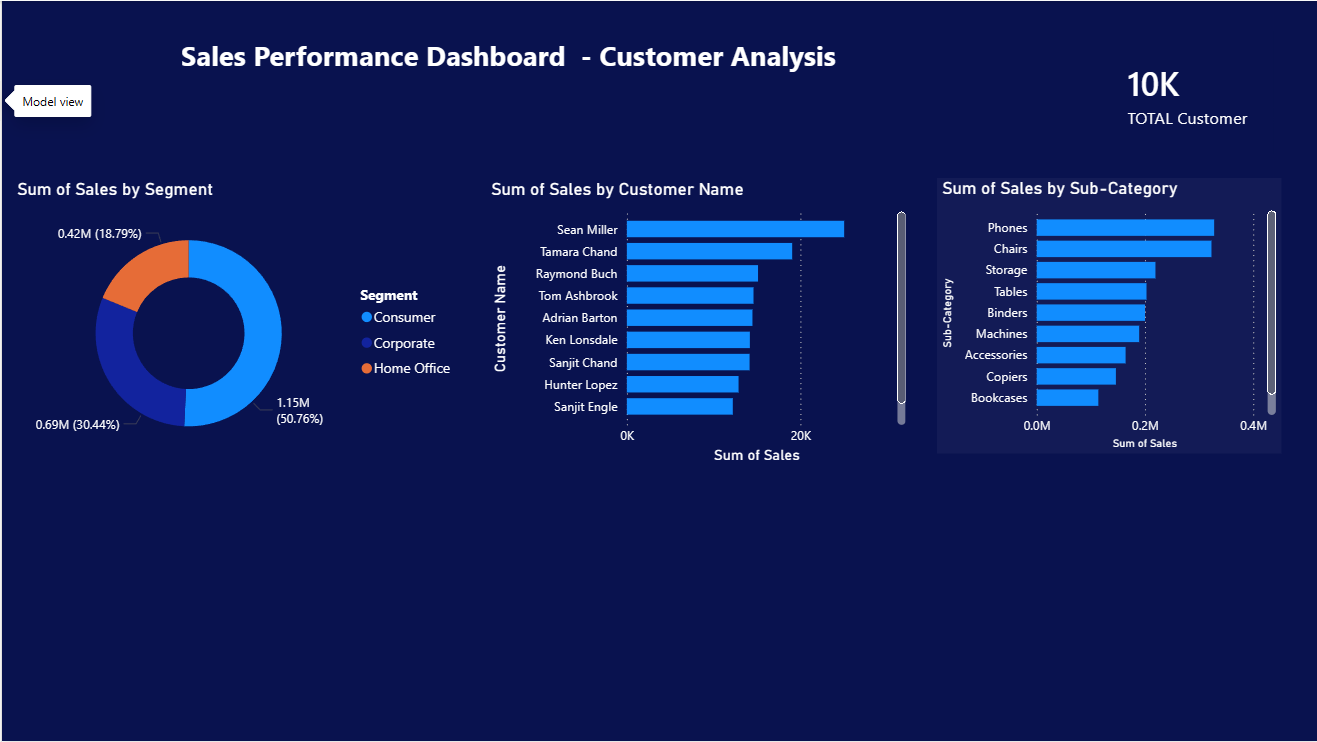 Sales Performance Dashboard - Customer Analysis
10K
TOTAL Customer
Model view
Sum of Sales by Segment
0.42M (18.79%)
0.69M (30.44%)
1.15M
(50.76%)
Segment
Consumer
Corporate
Home Office
Sum of Sales by Customer Name
Customer Name
Sean Miller
Tamara Chand
Raymond Buch
Tom Ashbrook
Adrian Barton
Ken Lonsdale
Sanjit Chand
Hunter Lopez
Sanjit Engle
0K 20K
Sum of Sales
Sum of Sales by Sub-Category
Sub-Category
Phones
Chairs
Storage
Tables
Binders
Machines
Accessories
Copiers
Bookcases
0.0M 0.2M 0.4M
Sum of Sales